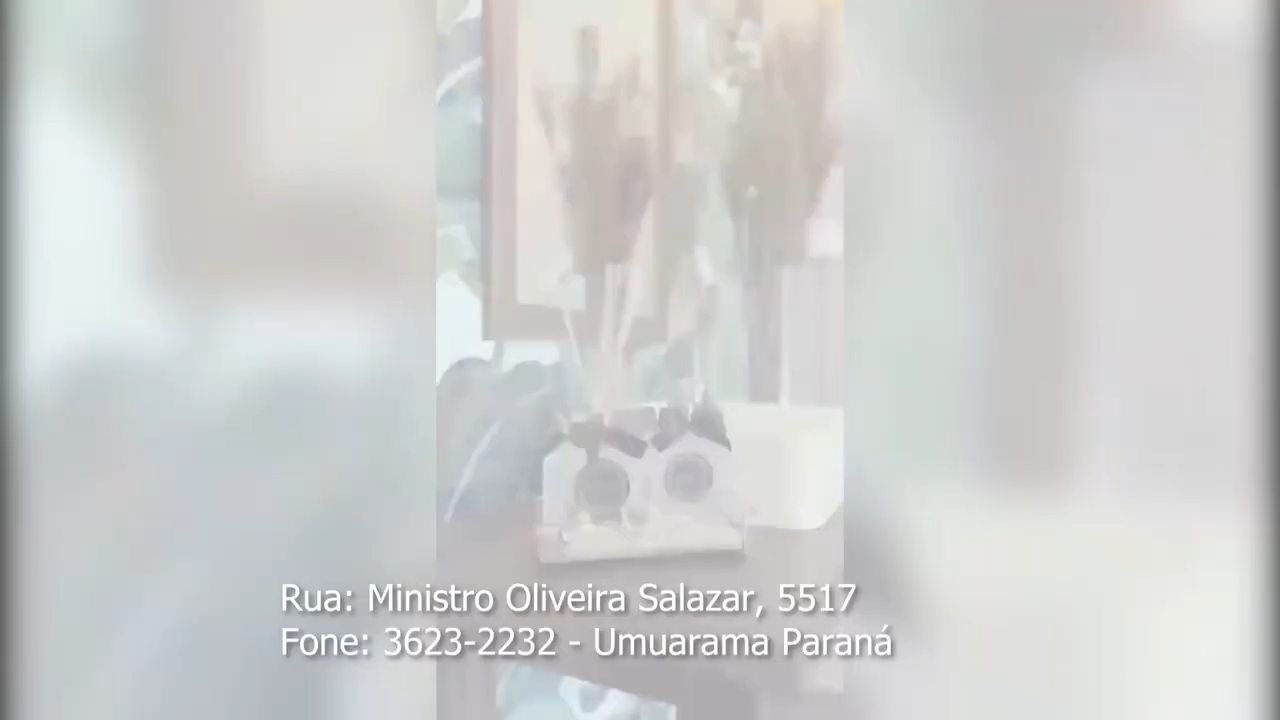 Rua: Ministro Oliveira Salazar, 5517
Fone: 3623-2232 - Umuarama Paraná